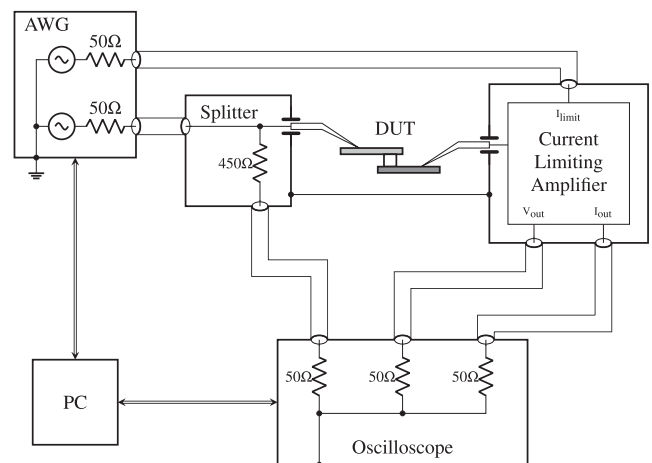 AWG
50Ω
50Ω
Splitter
450Ω
DUT
I_limit
Current
Limiting
Amplifier
V_out
I_out
50Ω
50Ω
50Ω
PC
Oscilloscope